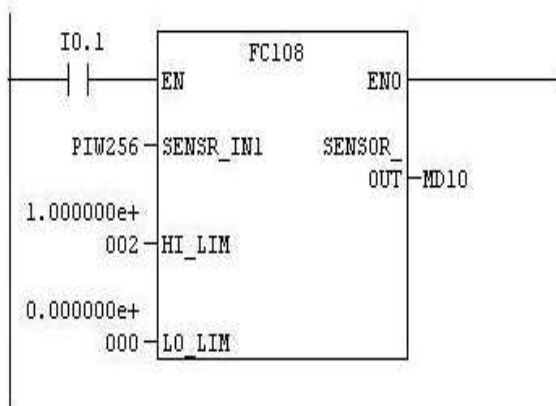 I0.1
FC108
EN ENO
PIW256 SENSR_IN1 SENSOR_
OUT MD10
1.000000e+
002 HI_LIM
0.000000e+
000 LO_LIM